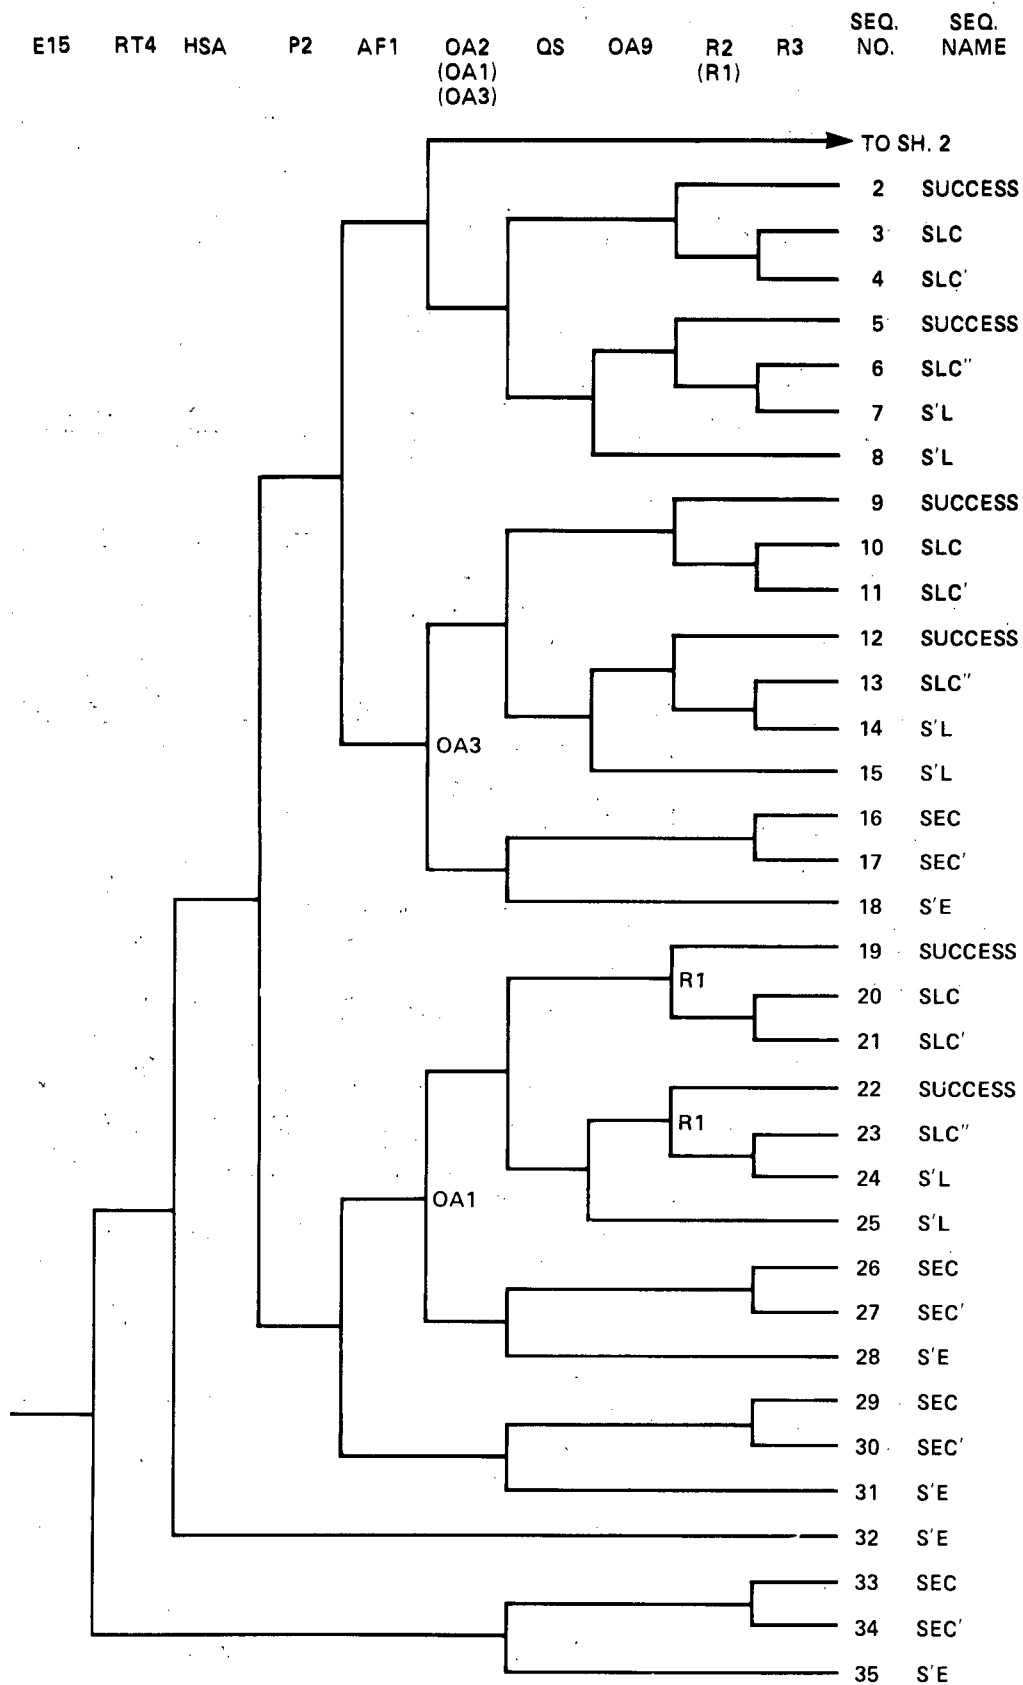 E15 RT4 HSA P2 AF1 OA2 QS OA9 R2 R3 SEQ. NO. SEQ. NAME
(OA1) (R1)
(OA3)
TO SH. 2
2 SUCCESS
3 SLC
4 SLC'
5 SUCCESS
6 SLC''
7 S'L
8 S'L
9 SUCCESS
10 SLC
11 SLC'
12 SUCCESS
13 SLC''
14 S'L
OA3
15 S'L
16 SEC
17 SEC'
18 S'E
19 SUCCESS
R1
20 SLC
21 SLC'
22 SUCCESS
R1
23 SLC''
24 S'L
OA1
25 S'L
26 SEC
27 SEC'
28 S'E
29 SEC
30 SEC'
31 S'E
32 S'E
33 SEC
34 SEC'
35 S'E